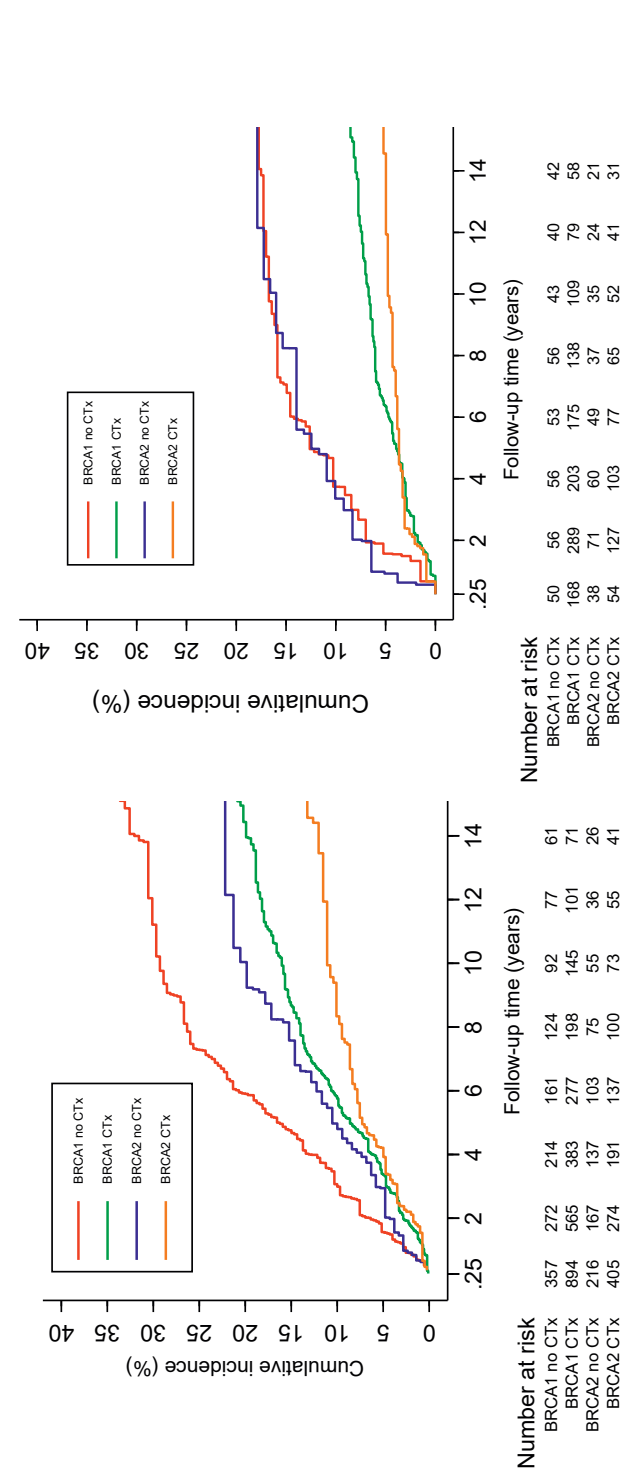 40
35
30
25
20
15
10
5
0
Cumulative incidence (%)
BRCA1 no CTx
BRCA1 CTx
BRCA2 no CTx
BRCA2 CTx
.25 2 4 6 8 10 12 14
Follow-up time (years)
Number at risk
BRCA1 no CTx 357 272 214 161 124 92 77 61
BRCA1 CTx 894 565 383 277 198 145 101 71
BRCA2 no CTx 216 167 137 103 75 55 36 26
BRCA2 CTx 405 274 191 137 100 73 55 41
40
35
30
25
20
15
10
5
0
Cumulative incidence (%)
BRCA1 no CTx
BRCA1 CTx
BRCA2 no CTx
BRCA2 CTx
.25 2 4 6 8 10 12 14
Follow-up time (years)
Number at risk
BRCA1 no CTx 50 56 56 53 56 43 40 42
BRCA1 CTx 168 289 203 175 138 109 79 58
BRCA2 no CTx 38 71 60 49 37 35 24 21
BRCA2 CTx 54 127 103 77 65 52 41 31